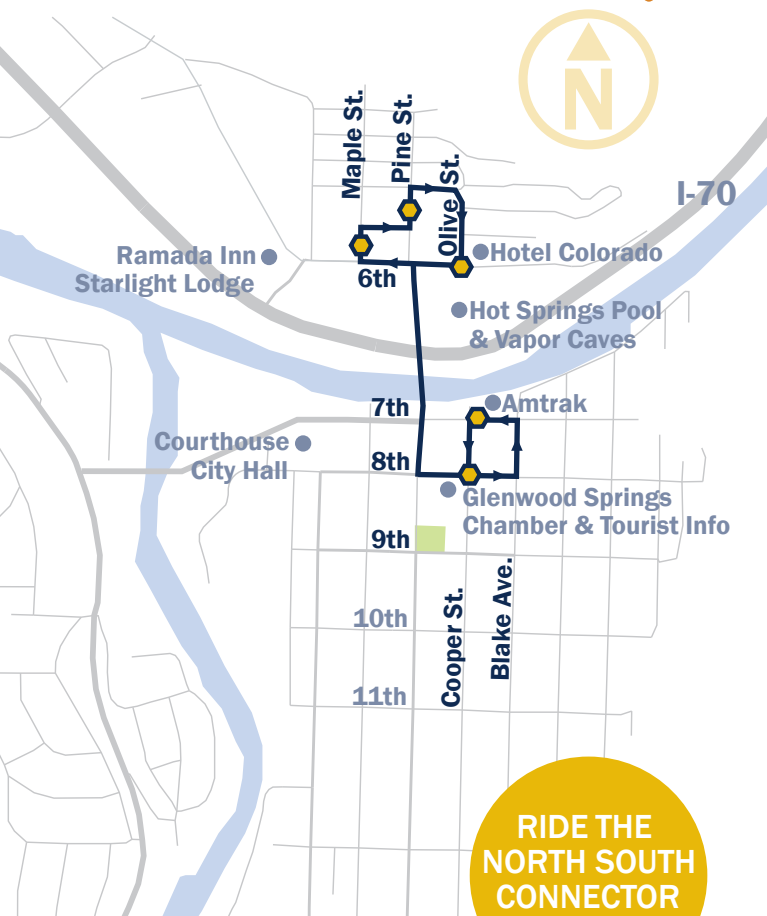 N
Maple St.
Pine St.
Olive St.
I-70
Ramada Inn
Starlight Lodge
Hotel Colorado
6th
Hot Springs Pool
& Vapor Caves
7th
Amtrak
Courthouse
City Hall
8th
Glenwood Springs
Chamber & Tourist Info
9th
Cooper St.
Blake Ave.
10th
11th
RIDE THE
NORTH SOUTH
CONNECTOR